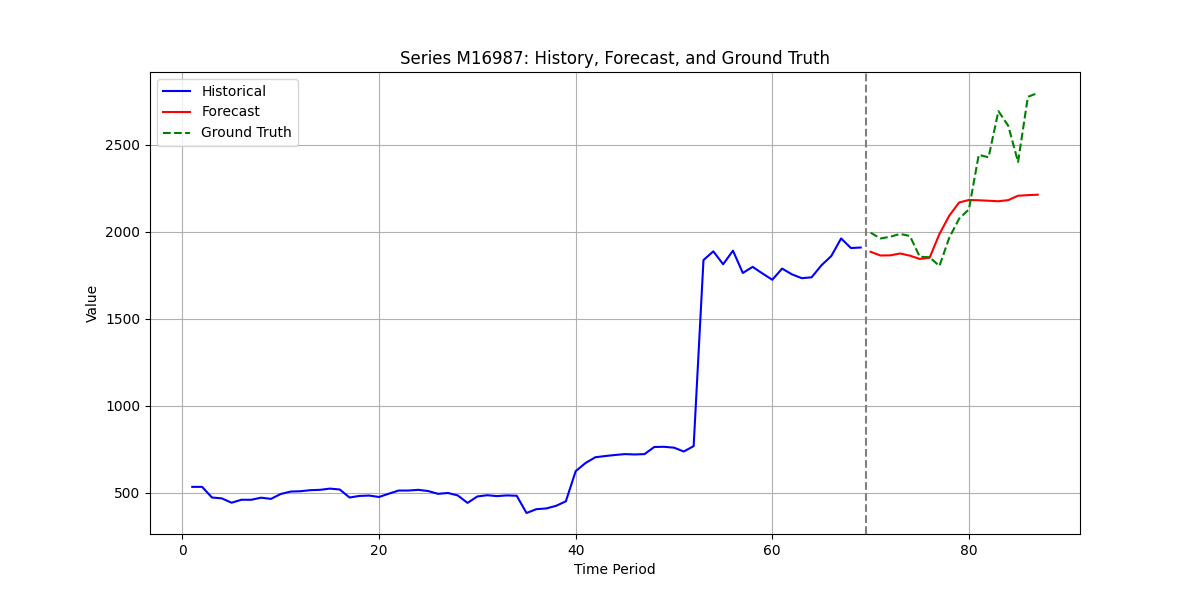 Series M16987: History, Forecast, and Ground Truth
Historical
Forecast
Ground Truth
2500
2000
1500
1000
500
Value
0 20 40 60 80
Time Period